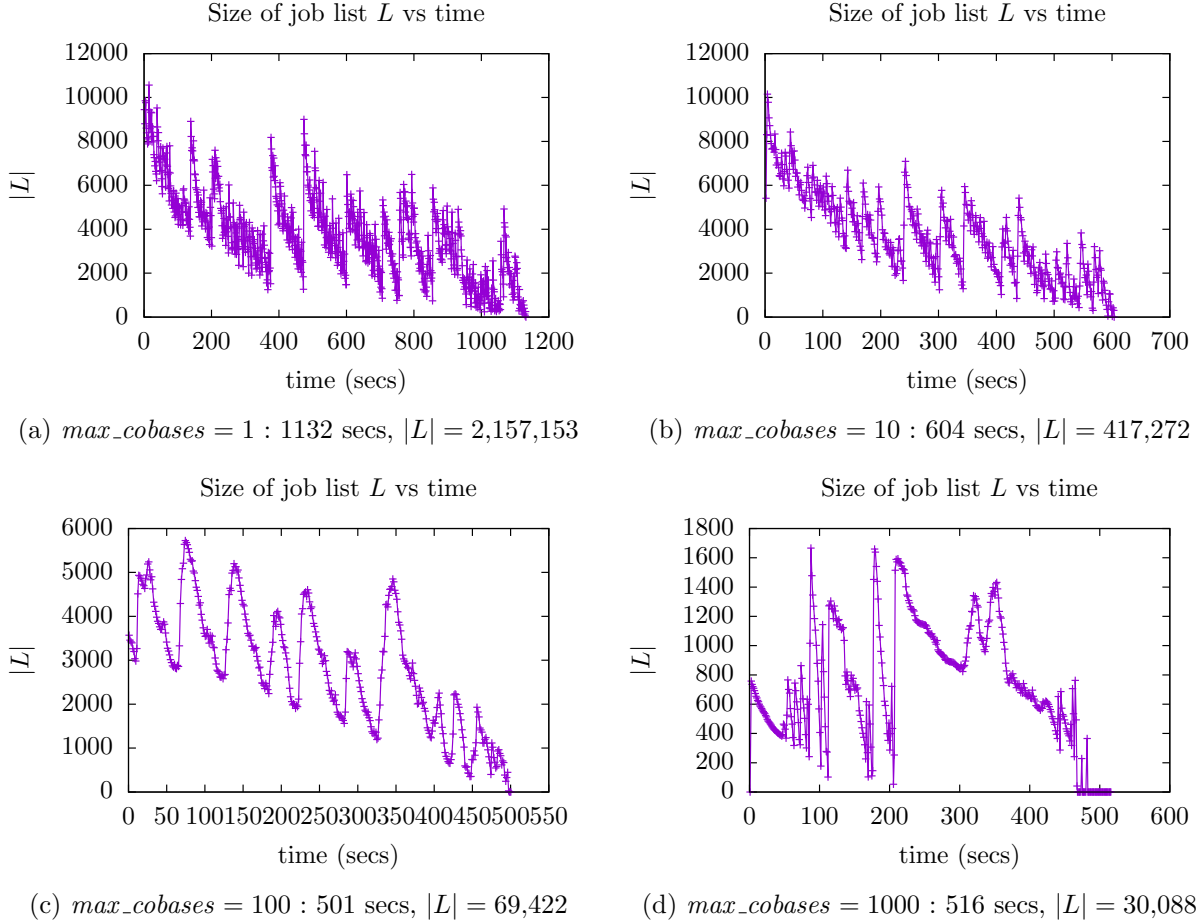 Size of job list L vs time
12000
10000
8000
6000
4000
2000
0
|L|
0 200 400 600 800 1000 1200
time (secs)
(a) max_cobases = 1 : 1132 secs, |L| = 2,157,153
Size of job list L vs time
12000
10000
8000
6000
4000
2000
0
|L|
0 100 200 300 400 500 600 700
time (secs)
(b) max_cobases = 10 : 604 secs, |L| = 417,272
Size of job list L vs time
6000
5000
4000
3000
2000
1000
0
|L|
0 50 100150200250300350400450500550
time (secs)
(c) max_cobases = 100 : 501 secs, |L| = 69,422
Size of job list L vs time
1800
1600
1400
1200
1000
800
600
400
200
0
|L|
0 100 200 300 400 500 600
time (secs)
(d) max_cobases = 1000 : 516 secs, |L| = 30,088